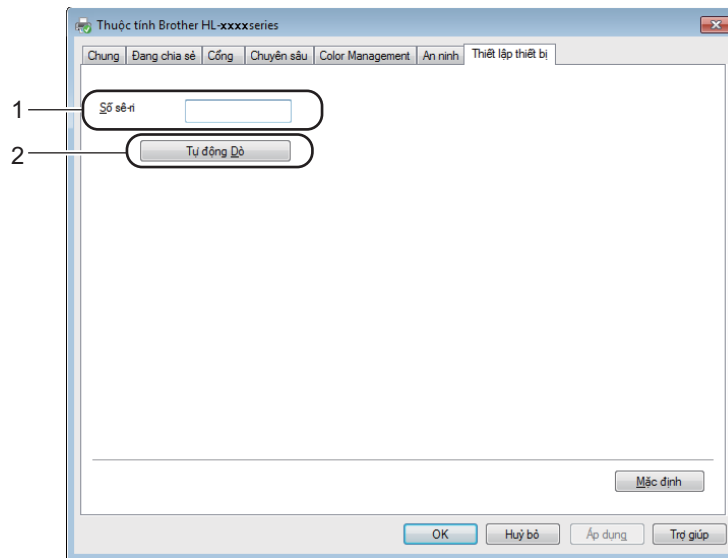 Thuộc tính Brother HL-xxxxseries
Chung Đang chia sẻ Cổng Chuyên sâu Color Management An ninh Thiết lập thiết bị
1 Số sê-ri
2 Tự động Dò
Mặc định
OK Huỷ bỏ Áp dụng Trợ giúp